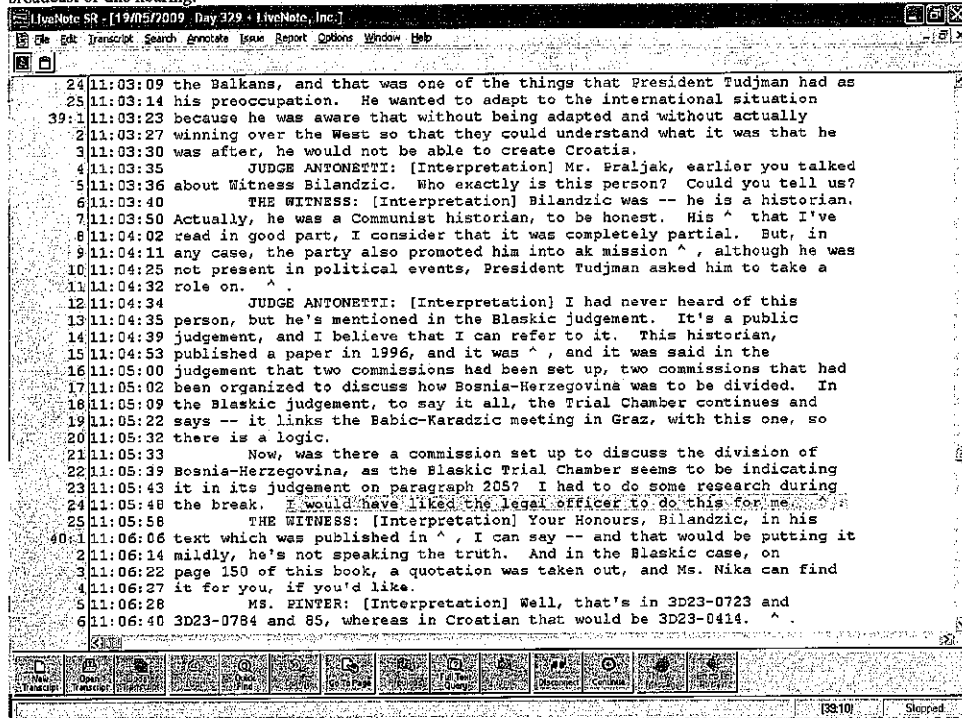 broadcast of the hearing:
LiveNote SR - [19/05/2009 Day 329 + LiveNote, Inc.]
File Edit Transcript Search Annotate Issue Report Options Window Help
24 11:03:09 the Balkans, and that was one of the things that President Tudjman had as
25 11:03:14 his preoccupation. He wanted to adapt to the international situation
39:1 11:03:23 because he was aware that without being adapted and without actually
2 11:03:27 winning over the West so that they could understand what it was that he
3 11:03:30 was after, he would not be able to create Croatia.
4 11:03:35 JUDGE ANTONETTI: [Interpretation] Mr. Praljak, earlier you talked
5 11:03:36 about Witness Bilandzic. Who exactly is this person? Could you tell us?
6 11:03:40 THE WITNESS: [Interpretation] Bilandzic was -- he is a historian.
7 11:03:50 Actually, he was a Communist historian, to be honest. His ^ that I've
8 11:04:02 read in good part, I consider that it was completely partial. But, in
9 11:04:11 any case, the party also promoted him into ak mission ^ , although he was
10 11:04:25 not present in political events, President Tudjman asked him to take a
11 11:04:32 role on. ^ .
12 11:04:34 JUDGE ANTONETTI: [Interpretation] I had never heard of this
13 11:04:35 person, but he's mentioned in the Blaskic judgement. It's a public
14 11:04:39 judgement, and I believe that I can refer to it. This historian,
15 11:04:53 published a paper in 1996, and it was ^ , and it was said in the
16 11:05:00 judgement that two commissions had been set up, two commissions that had
17 11:05:02 been organized to discuss how Bosnia-Herzegovina was to be divided. In
18 11:05:09 the Blaskic judgement, to say it all, the Trial Chamber continues and
19 11:05:22 says -- it links the Babic-Karadzic meeting in Graz, with this one, so
20 11:05:32 there is a logic.
21 11:05:33 Now, was there a commission set up to discuss the division of
22 11:05:39 Bosnia-Herzegovina, as the Blaskic Trial Chamber seems to be indicating
23 11:05:43 it in its judgement on paragraph 205? I had to do some research during
24 11:05:48 the break. I would have liked the legal officer to do this for me. ^
25 11:05:58 THE WITNESS: [Interpretation] Your Honours, Bilandzic, in his
40:1 11:06:06 text which was published in ^ , I can say -- and that would be putting it
2 11:06:14 mildly, he's not speaking the truth. And in the Blaskic case, on
3 11:06:22 page 150 of this book, a quotation was taken out, and Ms. Nika can find
4 11:06:27 it for you, if you'd like.
5 11:06:28 MS. PINTER: [Interpretation] Well, that's in 3D23-0723 and
6 11:06:40 3D23-0784 and 85, whereas in Croatian that would be 3D23-0414. ^ .
New Transcript Open Transcript Quick Find Go To Page Full Text Query Disconnect Continue
[39:10] Stopped